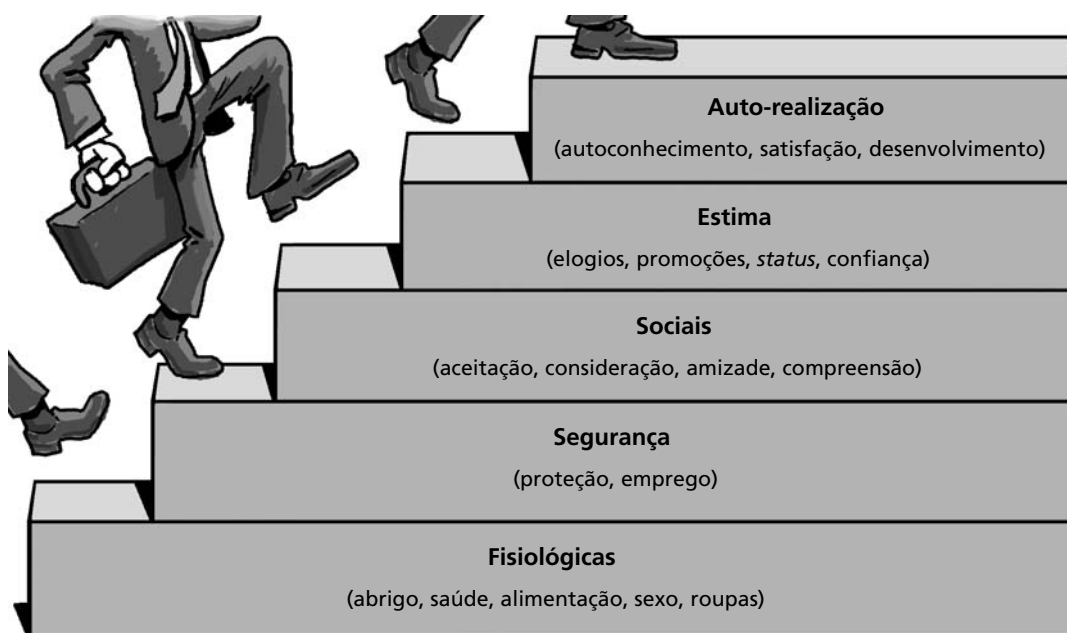 Auto-realização
(autoconhecimento, satisfação, desenvolvimento)
Estima
(elogios, promoções, status, confiança)
Sociais
(aceitação, consideração, amizade, compreensão)
Segurança
(proteção, emprego)
Fisiológicas
(abrigo, saúde, alimentação, sexo, roupas)